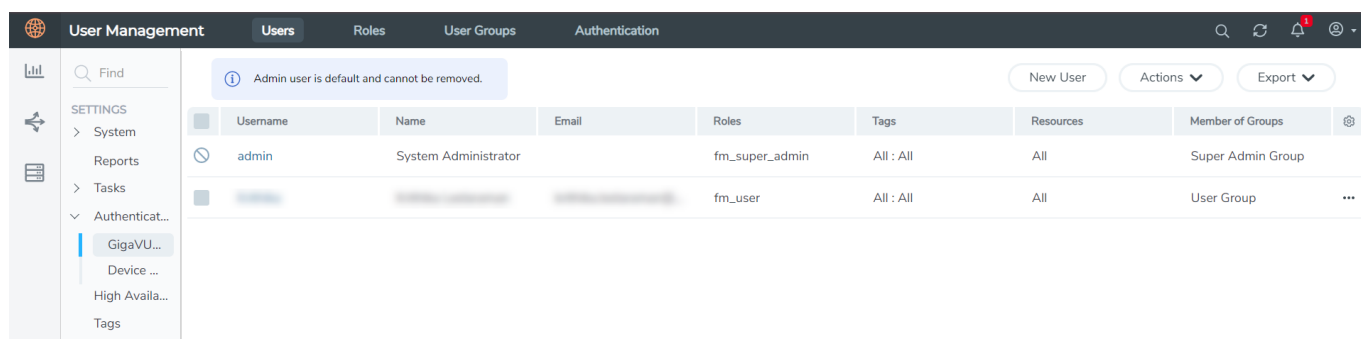 User Management Users Roles User Groups Authentication 1
Find
Admin user is default and cannot be removed. New User Actions Export
SETTINGS
System
Reports
Tasks
Authenticat...
GigaVU...
Device ...
High Availa...
Tags
Username Name Email Roles Tags Resources Member of Groups
admin System Administrator fm_super_admin All : All All Super Admin Group
fm_user All : All All User Group